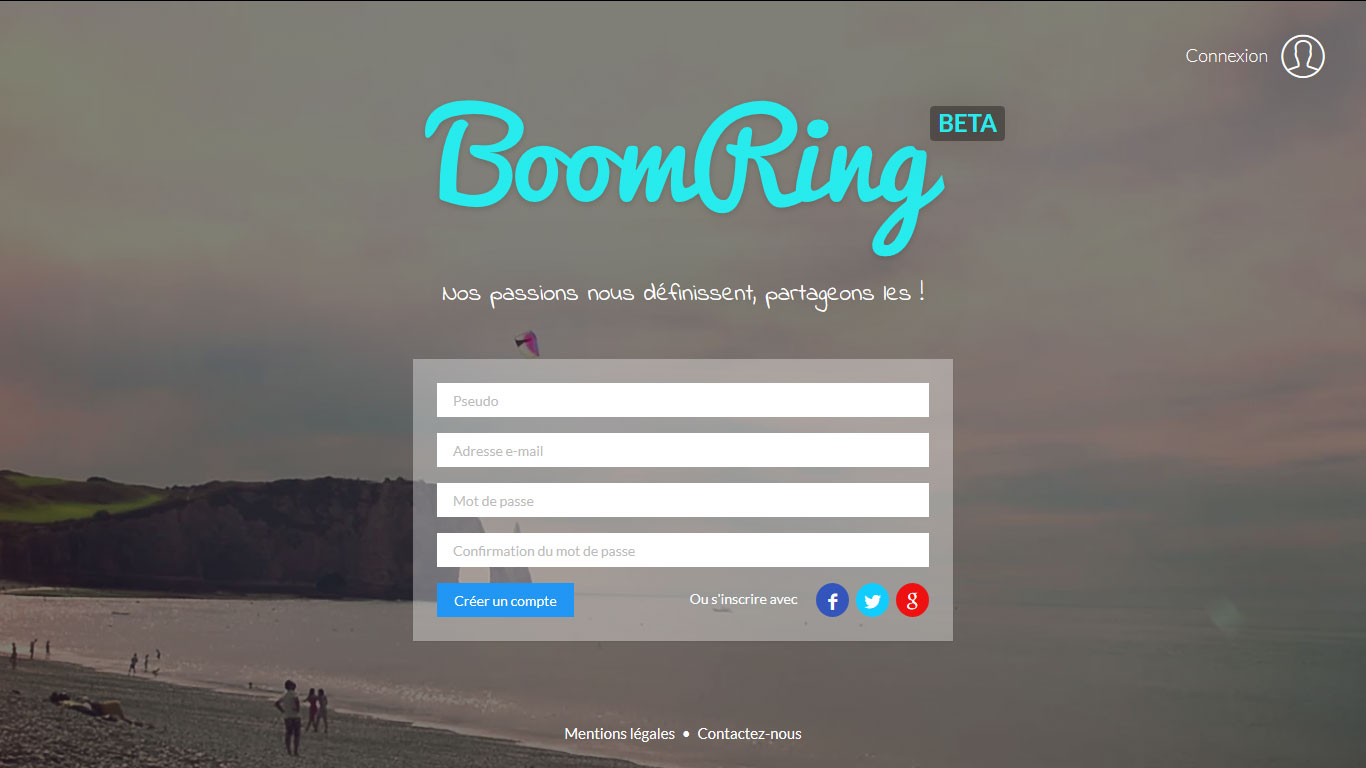 Connexion
BoomRing
BETA
Nos passions nous définissent, partageons les !
Pseudo
Adresse e-mail
Mot de passe
Confirmation du mot de passe
Créer un compte
Ou s'inscrire avec
Mentions légales • Contactez-nous